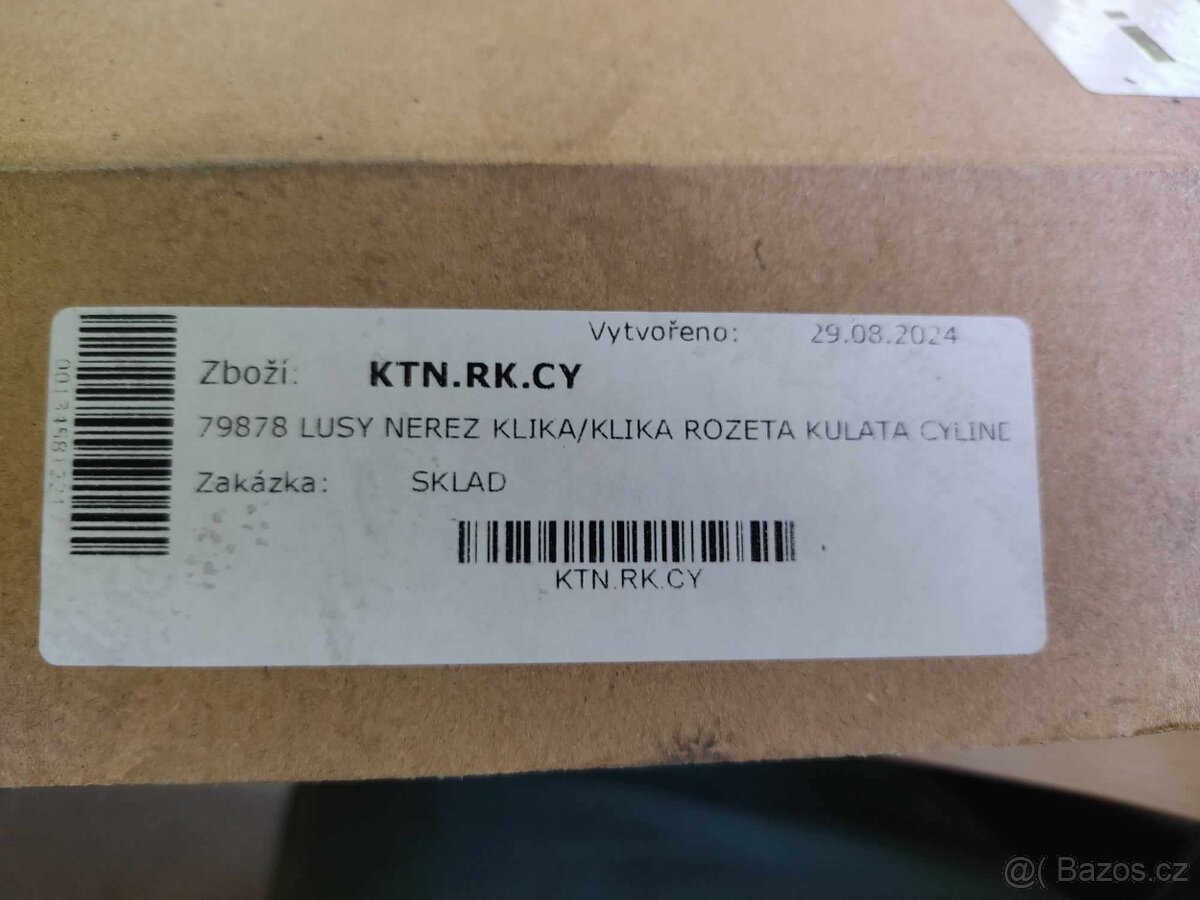 Vytvořeno: 29.08.2024
Zboží: KTN.RK.CY
79878 LUSY NEREZ KLIKA/KLIKA ROZETA KULATA CYLIND
Zakázka: SKLAD
KTN.RK.CY
@( Bazos.cz